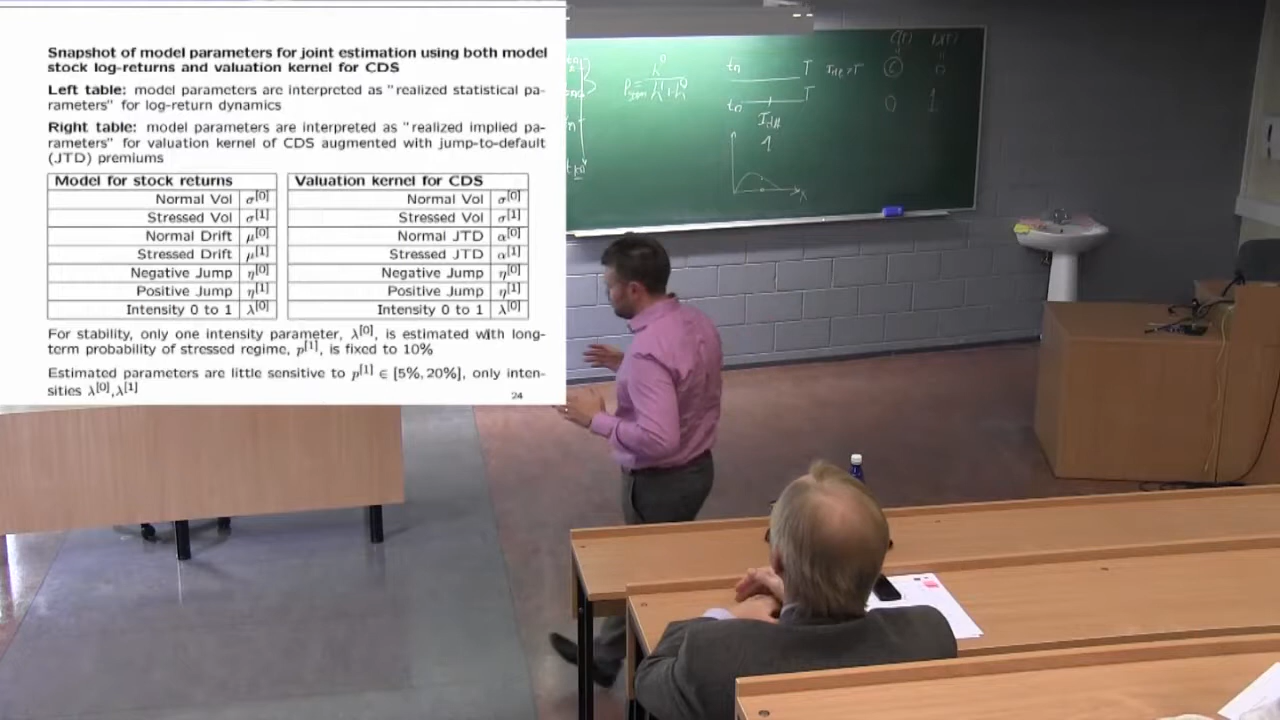 Snapshot of model parameters for joint estimation using both model
stock log-returns and valuation kernel for CDS
Left table: model parameters are interpreted as "realized statistical pa-
rameters" for log-return dynamics
Right table: model parameters are interpreted as "realized implied pa-
rameters" for valuation kernel of CDS augmented with jump-to-default
(JTD) premiums
Model for stock returns
Normal Vol σ[0]
Stressed Vol σ[1]
Normal Drift μ[0]
Stressed Drift μ[1]
Negative Jump η[0]
Positive Jump η[1]
Intensity 0 to 1 λ[0]
Valuation kernel for CDS
Normal Vol σ[0]
Stressed Vol σ[1]
Normal JTD α[0]
Stressed JTD α[1]
Negative Jump η[0]
Positive Jump η[1]
Intensity 0 to 1 λ[0]
For stability, only one intensity parameter, λ[0], is estimated with long-
term probability of stressed regime, p[1], is fixed to 10%
Estimated parameters are little sensitive to p[1] ∈ [5%, 20%], only inten-
sities λ[0],λ[1]
24
tn T
tn T
0 1